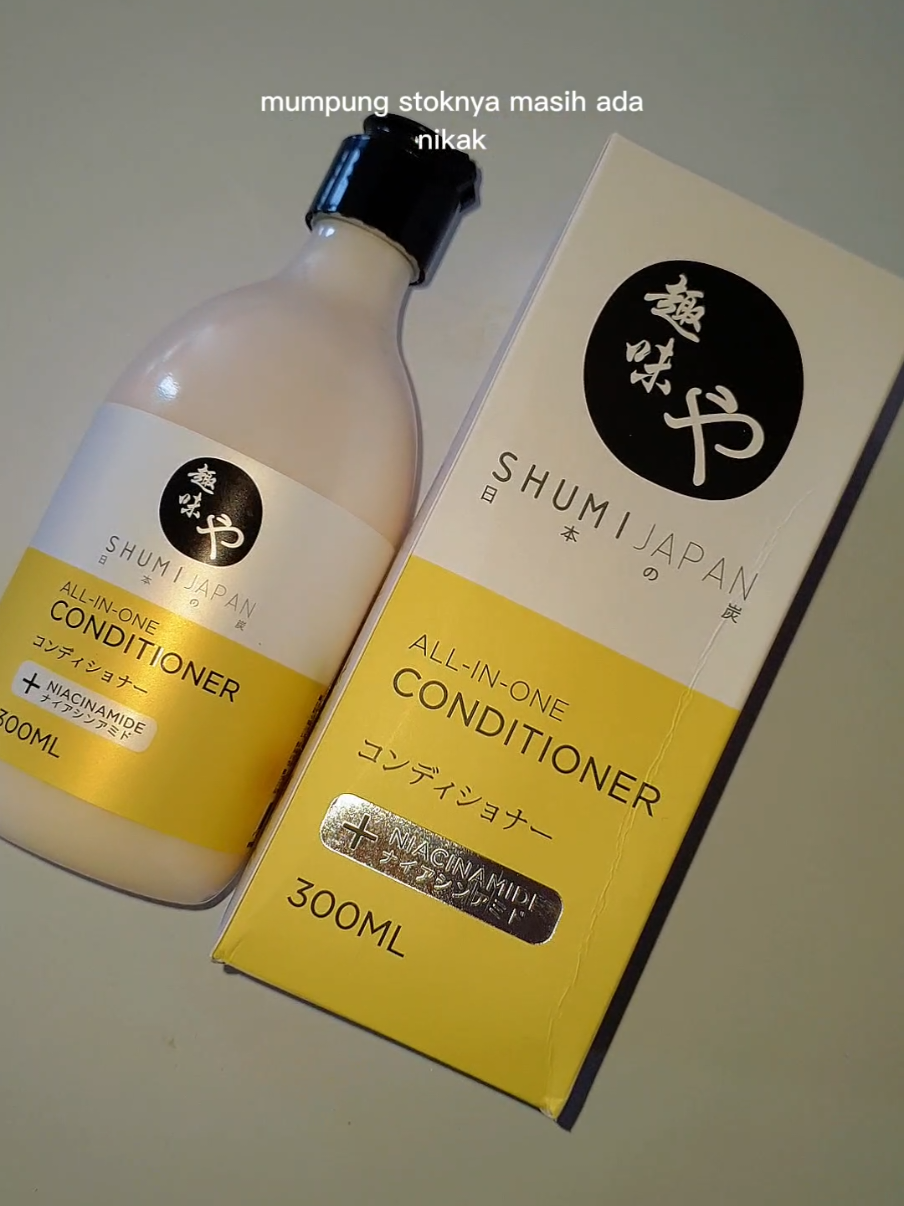 mumpung stoknya masih ada
nikak
趣
味
や
SHUMI JAPAN
日本の炭
ALL-IN-ONE
CONDITIONER
コンディショナー
+ NIACINAMIDE
ナイアシンアミド
300ML
趣
味
や
SHUMI JAPAN
日本の炭
ALL-IN-ONE
CONDITIONER
コンディショナー
+ NIACINAMIDE
ナイアシンアミド
300ML